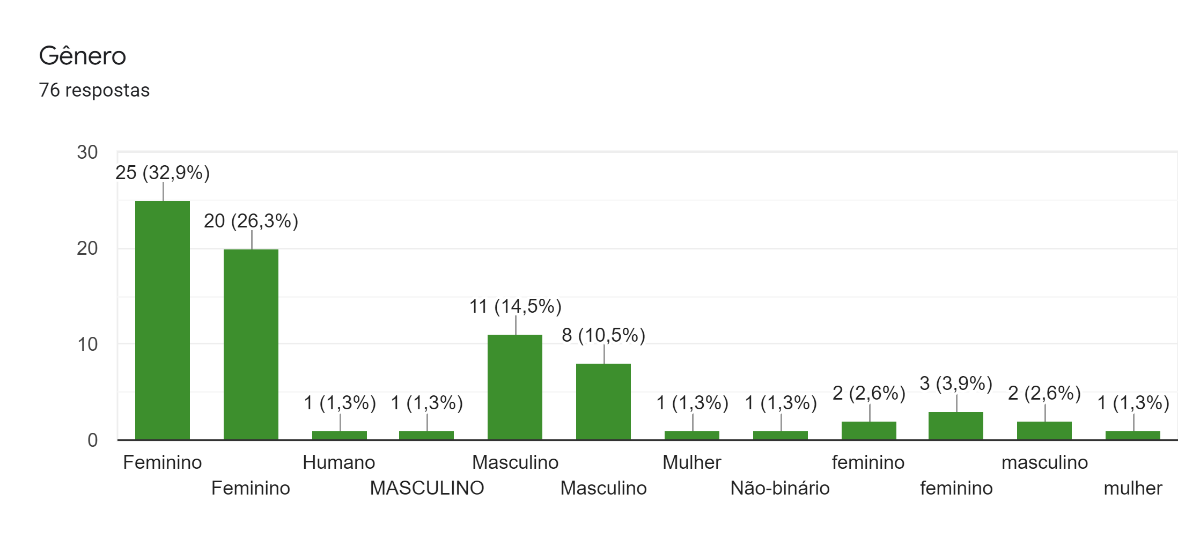 Gênero
76 respostas
30
25 (32,9%)
20 (26,3%)
20
11 (14,5%)
8 (10,5%)
10
1 (1,3%)
1 (1,3%)
1 (1,3%)
1 (1,3%)
2 (2,6%)
3 (3,9%)
2 (2,6%)
1 (1,3%)
0
Feminino
Feminino
Humano
MASCULINO
Masculino
Masculino
Mulher
Não-binário
feminino
feminino
masculino
mulher